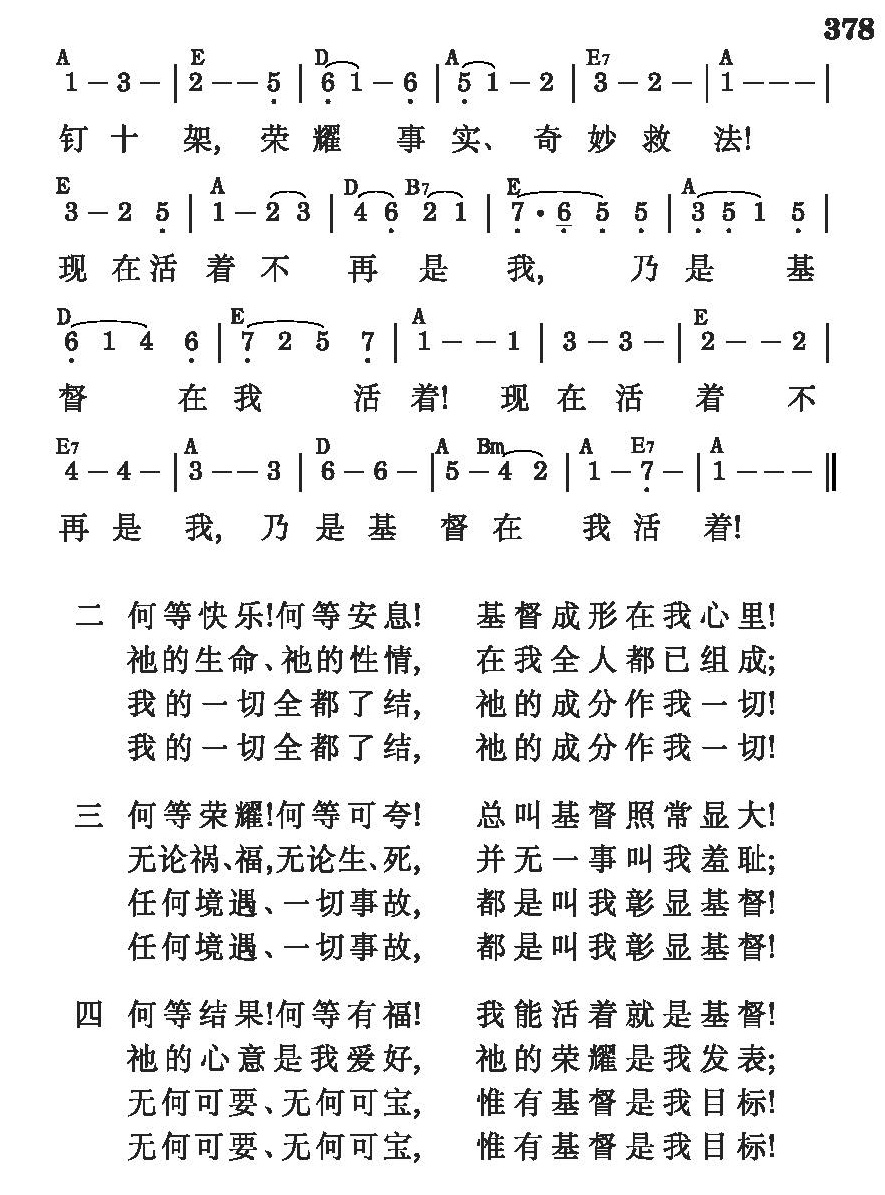 378
A E D A E7 A
1 – 3 – | 2 – – 5̣ | 6̣ 1 – 6̣ | 5̣ 1 – 2 | 3 – 2 – | 1 – – – |
钉十架, 荣耀事实、奇妙救法!
E A D B7 E A
3 – 2 5̣ | 1 – 2 3 | 4 6̣ 2 1 | 7̣ · 6̣ 5̣ 5̣ | 3̣ 5̣ 1 5̣ |
现在活着不再是我, 乃是基
D E A E
6̣ 1 4 6̣ | 7̣ 2 5 7̣ | 1 – – 1 | 3 – 3 – | 2 – – 2 |
督在我活着! 现在活着不
E7 A D A Bm A E7 A
4 – 4 – | 3 – – 3 | 6 – 6 – | 5 – 4 2 | 1 – 7̣ – | 1 – – – ‖
再是我, 乃是基督在我活着!
二 何等快乐!何等安息! 基督成形在我心里!
祂的生命、祂的性情, 在我全人都已组成;
我的一切全都了结, 祂的成分作我一切!
我的一切全都了结, 祂的成分作我一切!
三 何等荣耀!何等可夸! 总叫基督照常显大!
无论祸、福,无论生、死, 并无一事叫我羞耻;
任何境遇、一切事故, 都是叫我彰显基督!
任何境遇、一切事故, 都是叫我彰显基督!
四 何等结果!何等有福! 我能活着就是基督!
祂的心意是我爱好, 祂的荣耀是我发表;
无何可要、无何可宝, 惟有基督是我目标!
无何可要、无何可宝, 惟有基督是我目标!